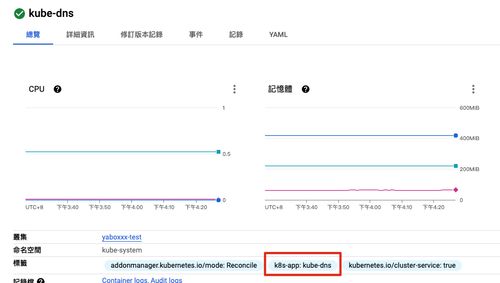 kube-dns
總覽 詳細資訊 修訂版本記錄 事件 記錄 YAML
CPU
1
0.5
0
UTC+8 下午3:40 下午3:50 下午4:00 下午4:10 下午4:20
記憶體
600MiB
400MiB
200MiB
0
UTC+8 下午3:40 下午3:50 下午4:00 下午4:10 下午4:20
叢集 yaboxxx-test
命名空間 kube-system
標籤 addonmanager.kubernetes.io/mode: Reconcile k8s-app: kube-dns kubernetes.io/cluster-service: true
記錄檔 Container logs, Audit logs